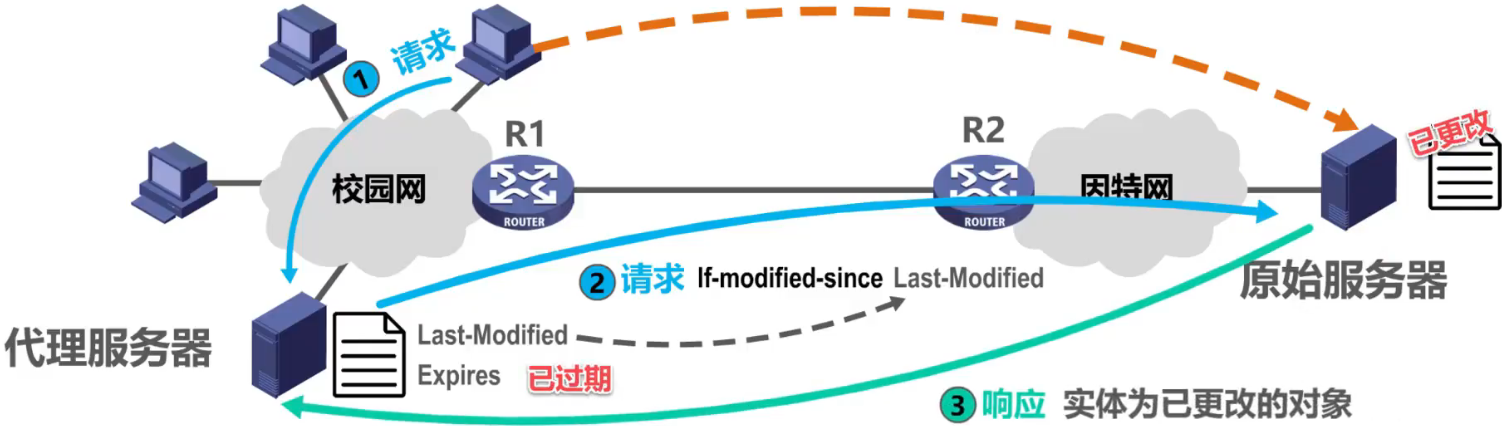 1 请求
R1
R2
已更改
校园网
因特网
ROUTER
ROUTER
2 请求 If-modified-since Last-Modified
原始服务器
代理服务器
Last-Modified
Expires 已过期
3 响应 实体为已更改的对象